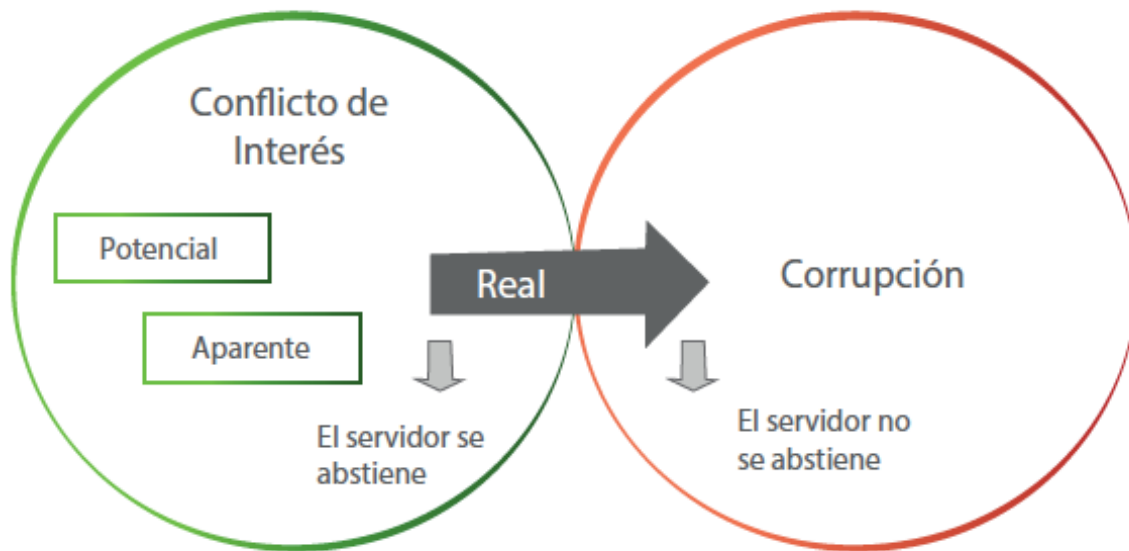 Conflicto de
Interés
Potencial
Aparente
Real
El servidor se
abstiene
Corrupción
El servidor no
se abstiene